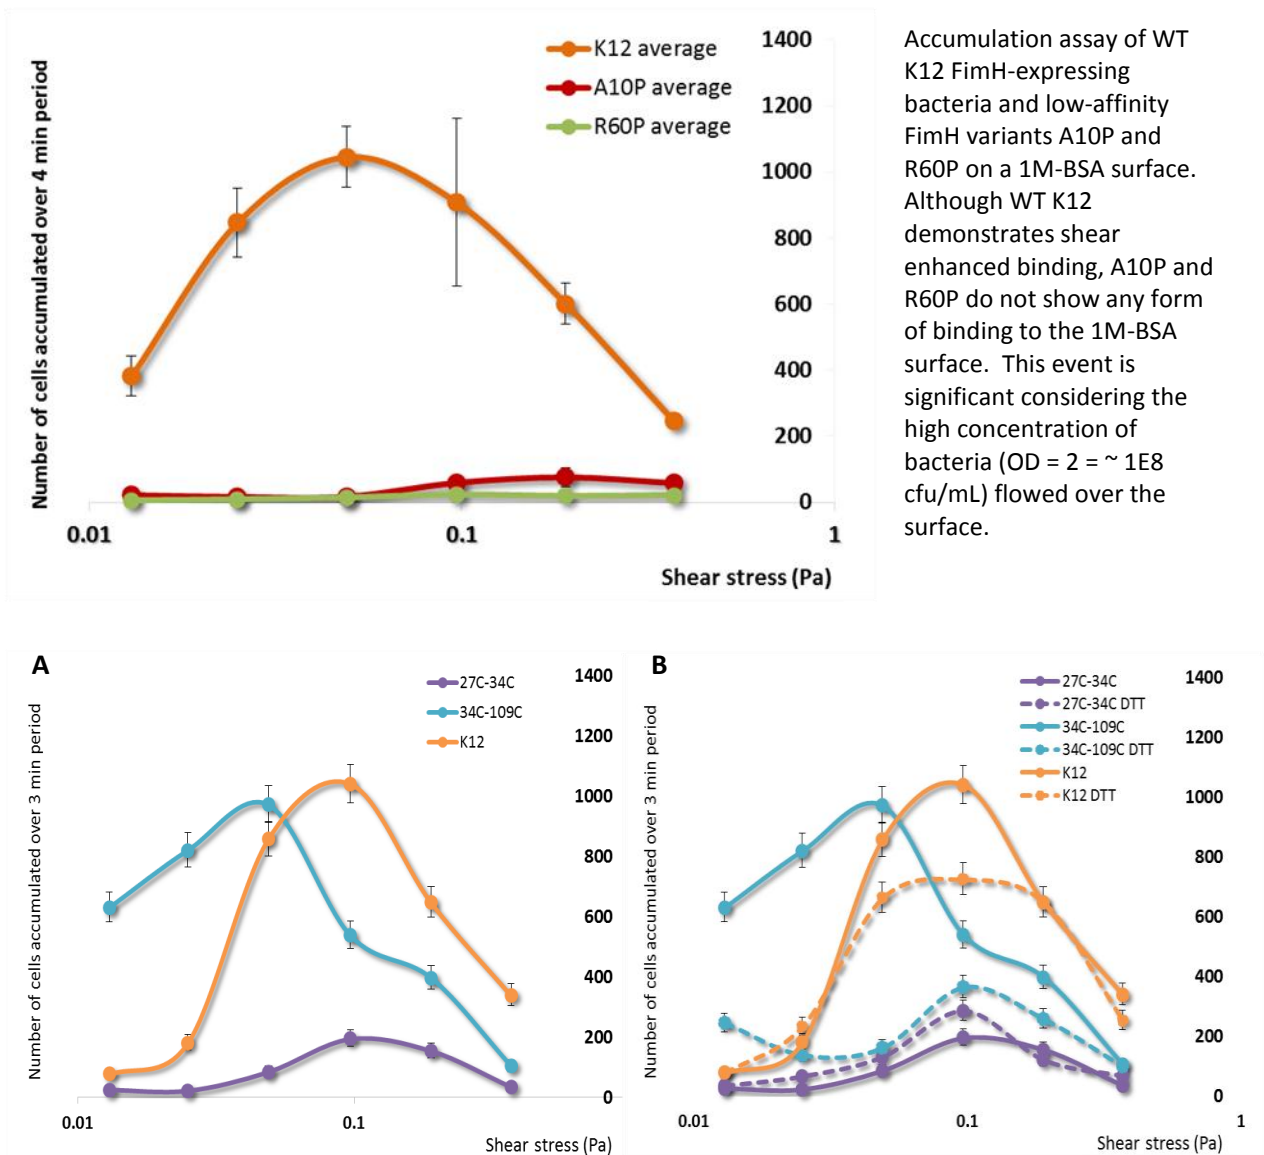 Number of cells accumulated over 4 min period
K12 average
A10P average
R60P average
1400
1200
1000
800
600
400
200
0
0.01
0.1
1
Shear stress (Pa)
Accumulation assay of WT
K12 FimH-expressing
bacteria and low-affinity
FimH variants A10P and
R60P on a 1M-BSA surface.
Although WT K12
demonstrates shear
enhanced binding, A10P and
R60P do not show any form
of binding to the 1M-BSA
surface.  This event is
significant considering the
high concentration of
bacteria (OD = 2 = ~ 1E8
cfu/mL) flowed over the
surface.
A
Number of cells accumulated over 3 min period
27C-34C
34C-109C
K12
1400
1200
1000
800
600
400
200
0
0.01
0.1
Shear stress (Pa)
B
Number of cells accumulated over 3 min period
27C-34C
27C-34C DTT
34C-109C
34C-109C DTT
K12
K12 DTT
1400
1200
1000
800
600
400
200
0
0.01
0.1
1
Shear stress (Pa)